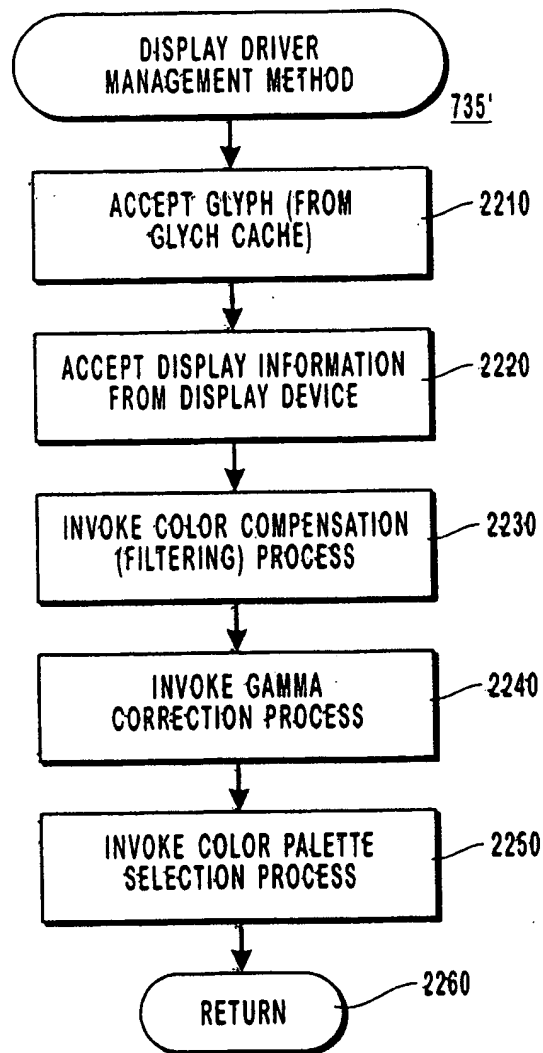 DISPLAY DRIVER
MANAGEMENT METHOD
735'
ACCEPT GLYPH (FROM
GLYCH CACHE)
2210
ACCEPT DISPLAY INFORMATION
FROM DISPLAY DEVICE
2220
INVOKE COLOR COMPENSATION
(FILTERING) PROCESS
2230
INVOKE GAMMA
CORRECTION PROCESS
2240
INVOKE COLOR PALETTE
SELECTION PROCESS
2250
RETURN
2260